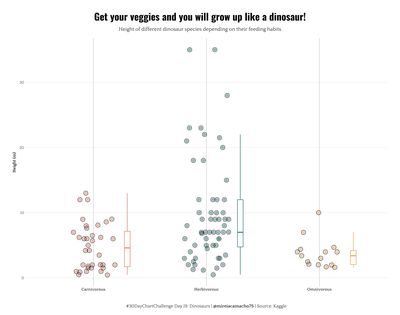 Get your veggies and you will grow up like a dinosaur!
Height of different dinosaur species depending on their feeding habits
30
20
10
0
Height (m)
Carnivorous
Herbivorous
Omnivorous
#30DayChartChallenge Day 19: Dinosaurs | @mireiacamacho75 | Source: Kaggle